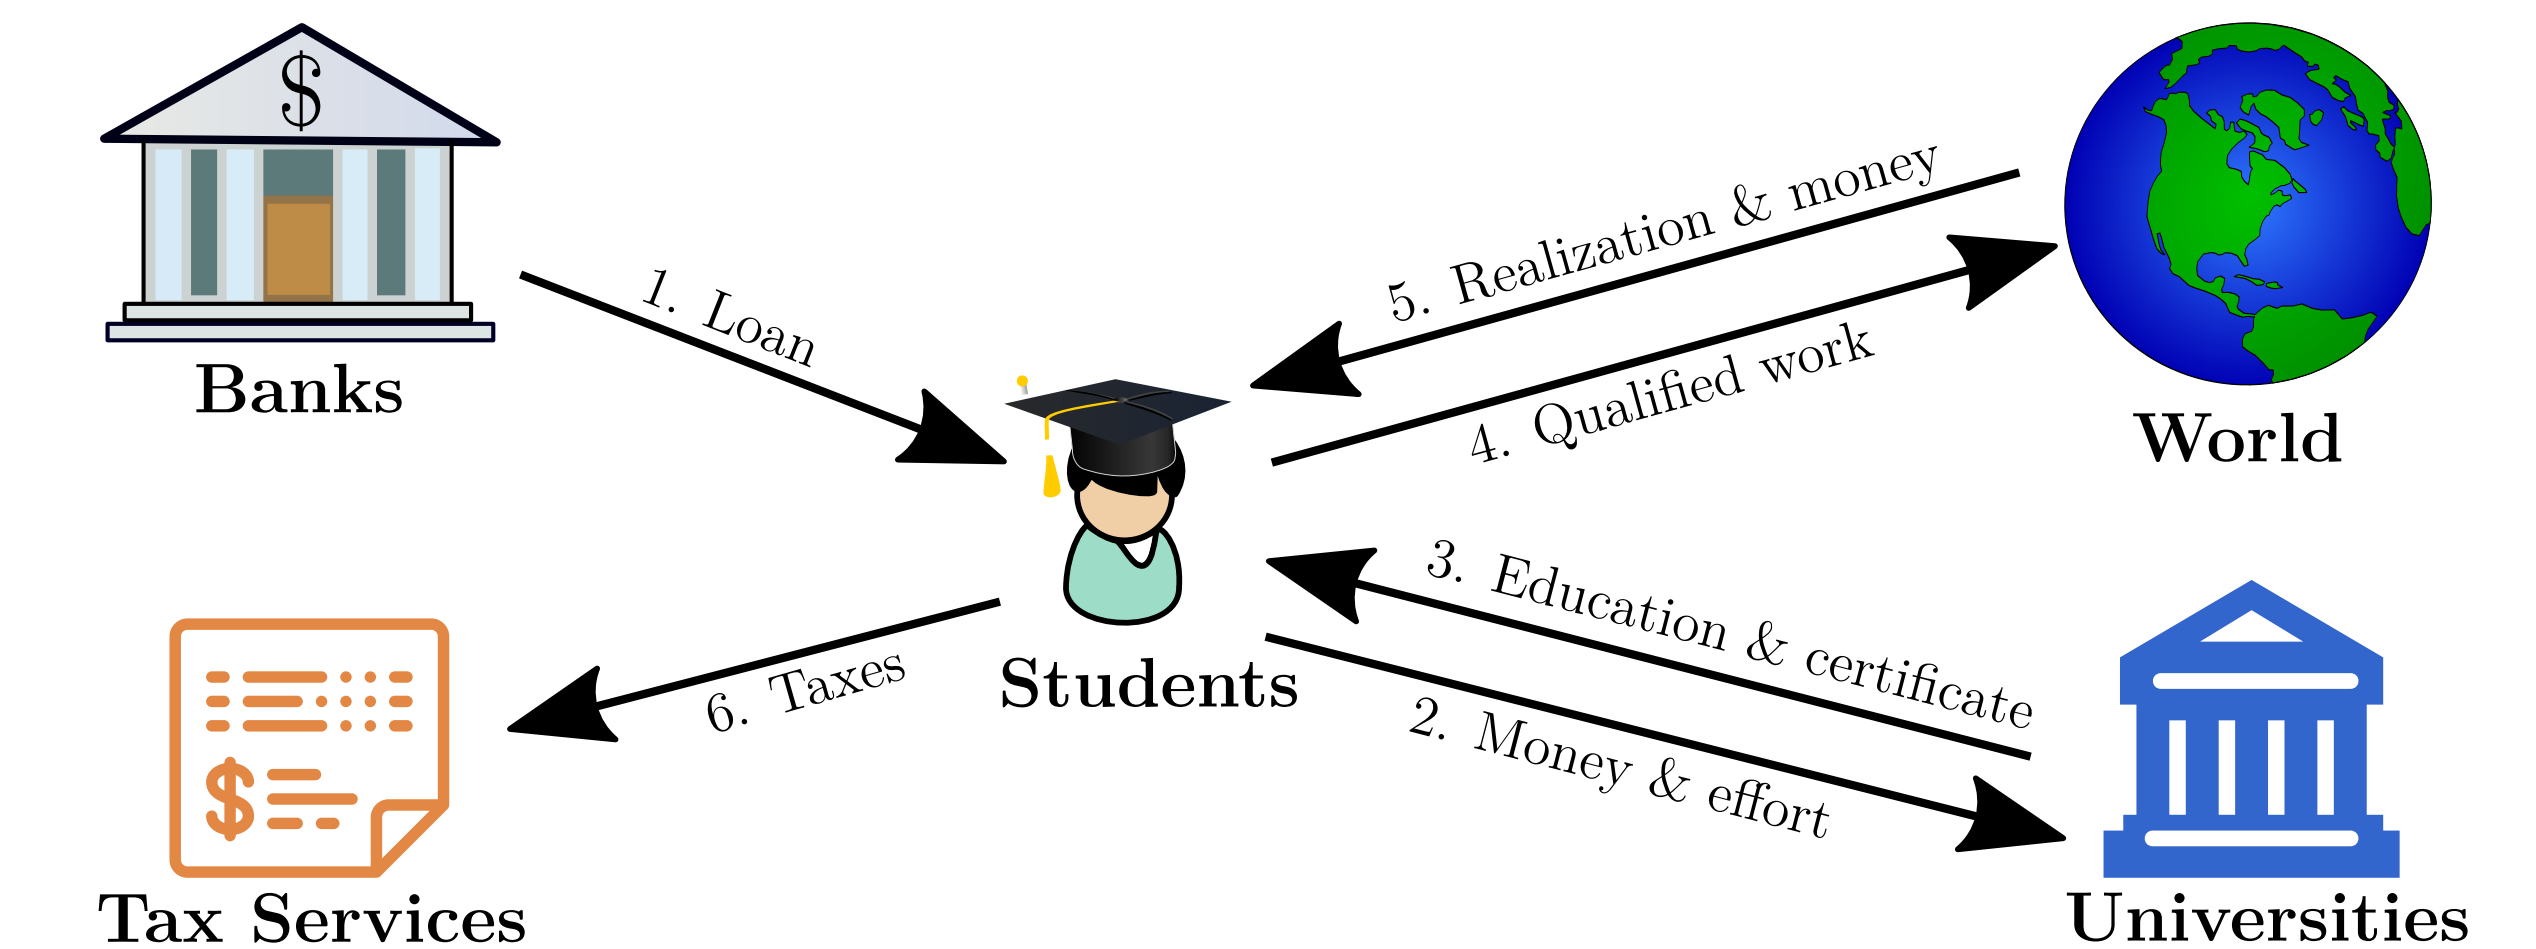 $
Banks
1. Loan
5. Realization & money
4. Qualified work
World
Students
3. Education & certificate
2. Money & effort
6. Taxes
$
Tax Services
Universities